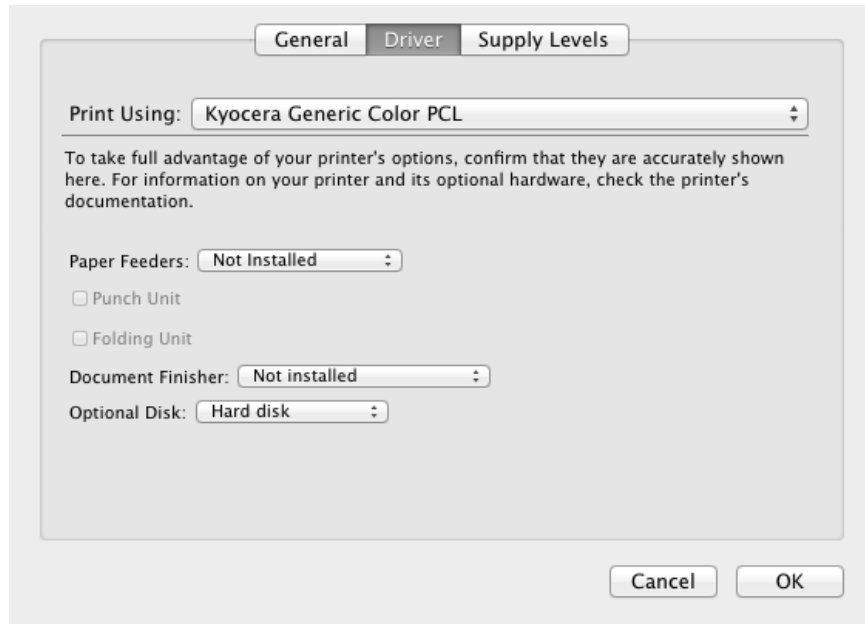 General Driver Supply Levels
Print Using: Kyocera Generic Color PCL
To take full advantage of your printer's options, confirm that they are accurately shown
here. For information on your printer and its optional hardware, check the printer's
documentation.
Paper Feeders: Not Installed
Punch Unit
Folding Unit
Document Finisher: Not installed
Optional Disk: Hard disk
Cancel OK